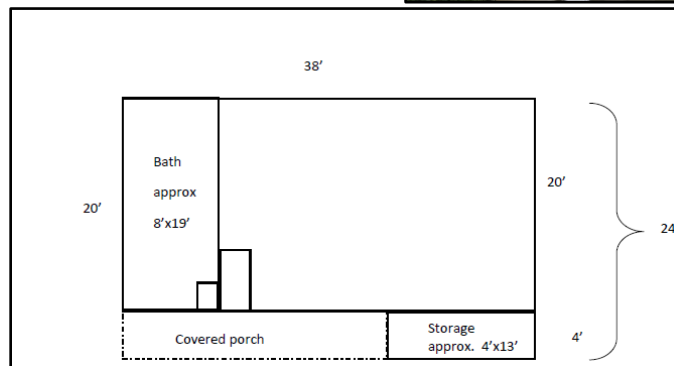 38’
Bath
approx
8’x19’
20’
20’
24
Covered porch
Storage
approx.  4’x13’
4’